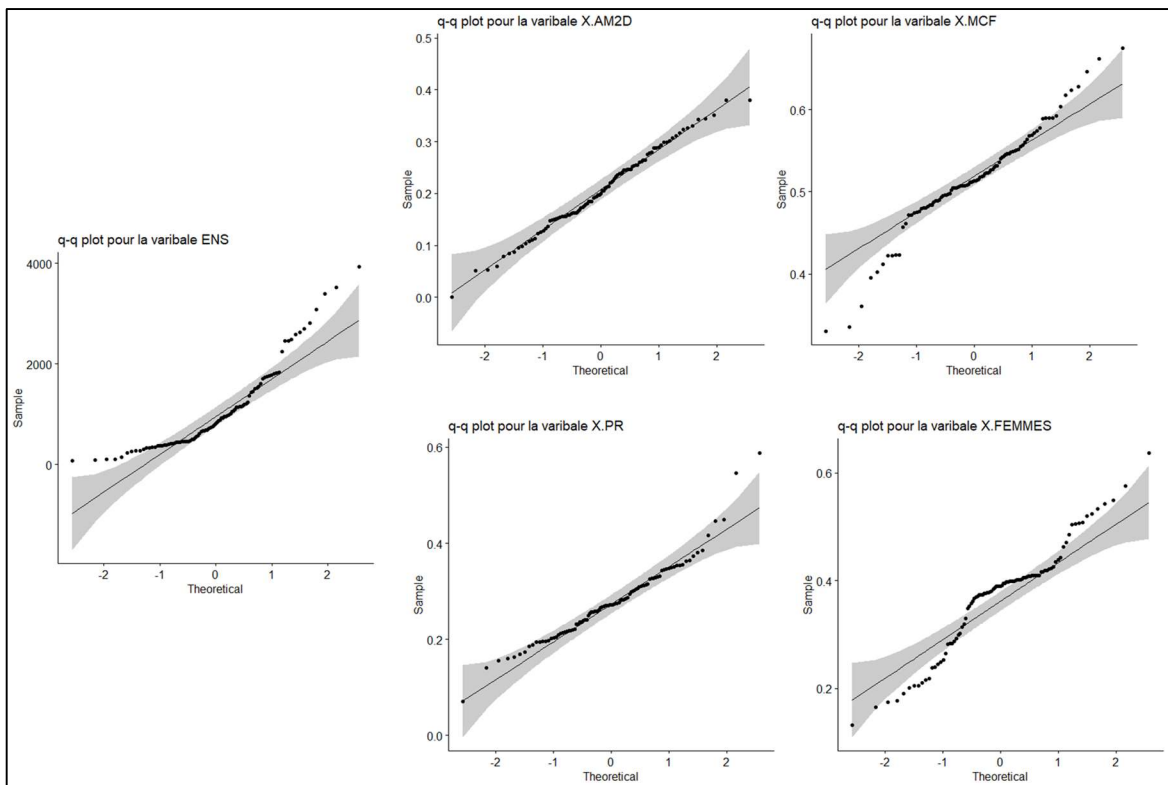 q-q plot pour la varibale X.AM2D
0.5
0.4
0.3
0.2
0.1
0.0
Sample
-2
-1
0
1
2
Theoretical
q-q plot pour la varibale X.MCF
0.6
0.5
0.4
Sample
-2
-1
0
1
2
Theoretical
q-q plot pour la varibale ENS
4000
2000
0
Sample
-2
-1
0
1
2
Theoretical
q-q plot pour la varibale X.PR
0.6
0.4
0.2
0.0
Sample
-2
-1
0
1
2
Theoretical
q-q plot pour la varibale X.FEMMES
0.6
0.4
0.2
Sample
-2
-1
0
1
2
Theoretical